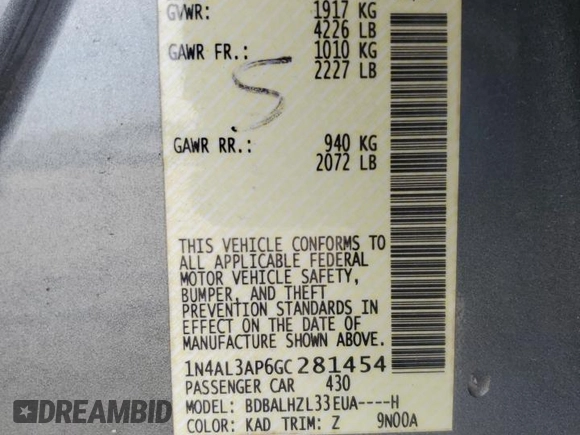 GVWR: 1917 KG
4226 LB
GAWR FR.: 1010 KG
2227 LB
S
GAWR RR.: 940 KG
2072 LB
THIS VEHICLE CONFORMS TO
ALL APPLICABLE FEDERAL
MOTOR VEHICLE SAFETY,
BUMPER, AND THEFT
PREVENTION STANDARDS IN
EFFECT ON THE DATE OF
MANUFACTURE SHOWN ABOVE.
1N4AL3AP6GC281454
PASSENGER CAR 430
MODEL: BDBALHZL33EUA----H
COLOR: KAD TRIM: Z 9N00A
DIDIC.AUTO